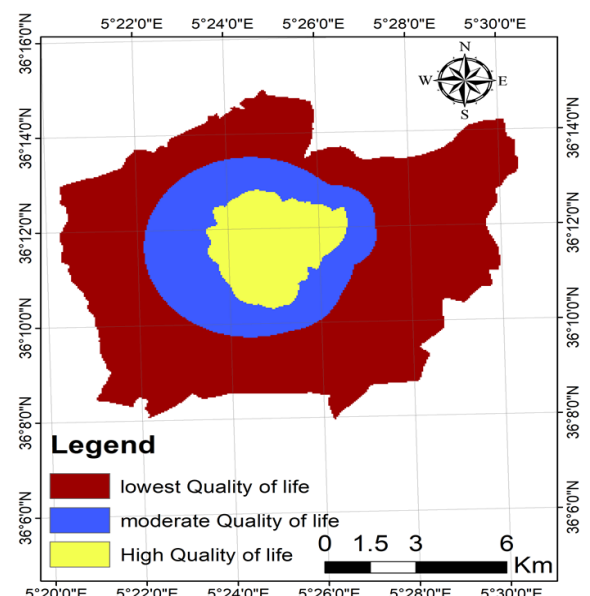 5°22'0"E 5°24'0"E 5°26'0"E 5°28'0"E 5°30'0"E
36°16'0"N
36°14'0"N
36°12'0"N
36°10'0"N
36°8'0"N
36°6'0"N
N
W E
S
36°14'0"N
36°12'0"N
36°10'0"N
36°8'0"N
36°6'0"N
Legend
lowest Quality of life
moderate Quality of life
High Quality of life
0 1.5 3 6
Km
5°20'0"E 5°22'0"E 5°24'0"E 5°26'0"E 5°28'0"E 5°30'0"E